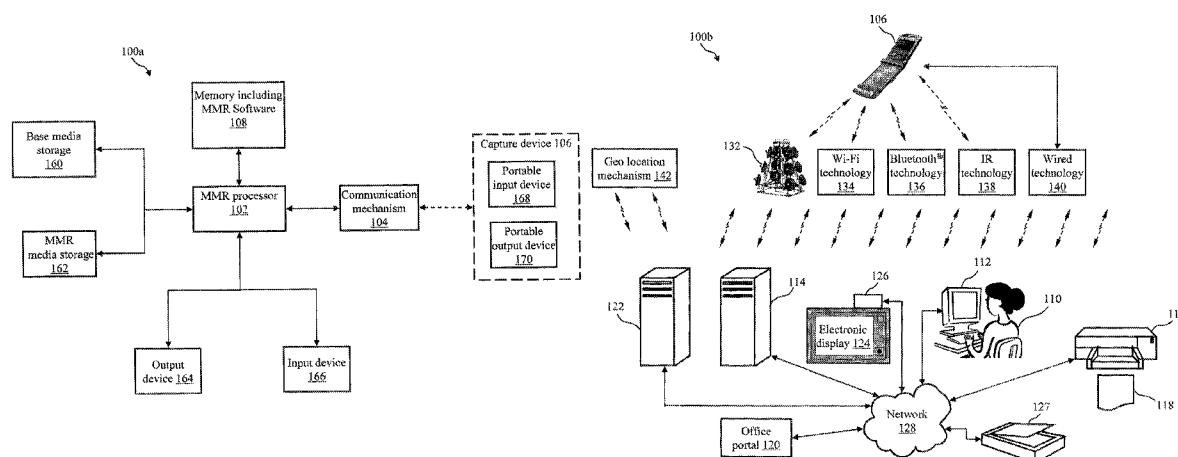 100a
Memory including
MMR Software
108
Base media
storage
160
MMR processor
102
Communication
mechanism
104
MMR
media storage
162
Output
device 164
Input device
166
Capture device 106
Portable
input device
168
Portable
output device
170
100b
106
Geo location
mechanism 142
132
Wi-Fi
technology
134
Bluetooth®
technology
136
IR
technology
138
Wired
technology
140
122
114
126
Electronic
display 124
112
110
11
118
Network
128
127
Office
portal 120